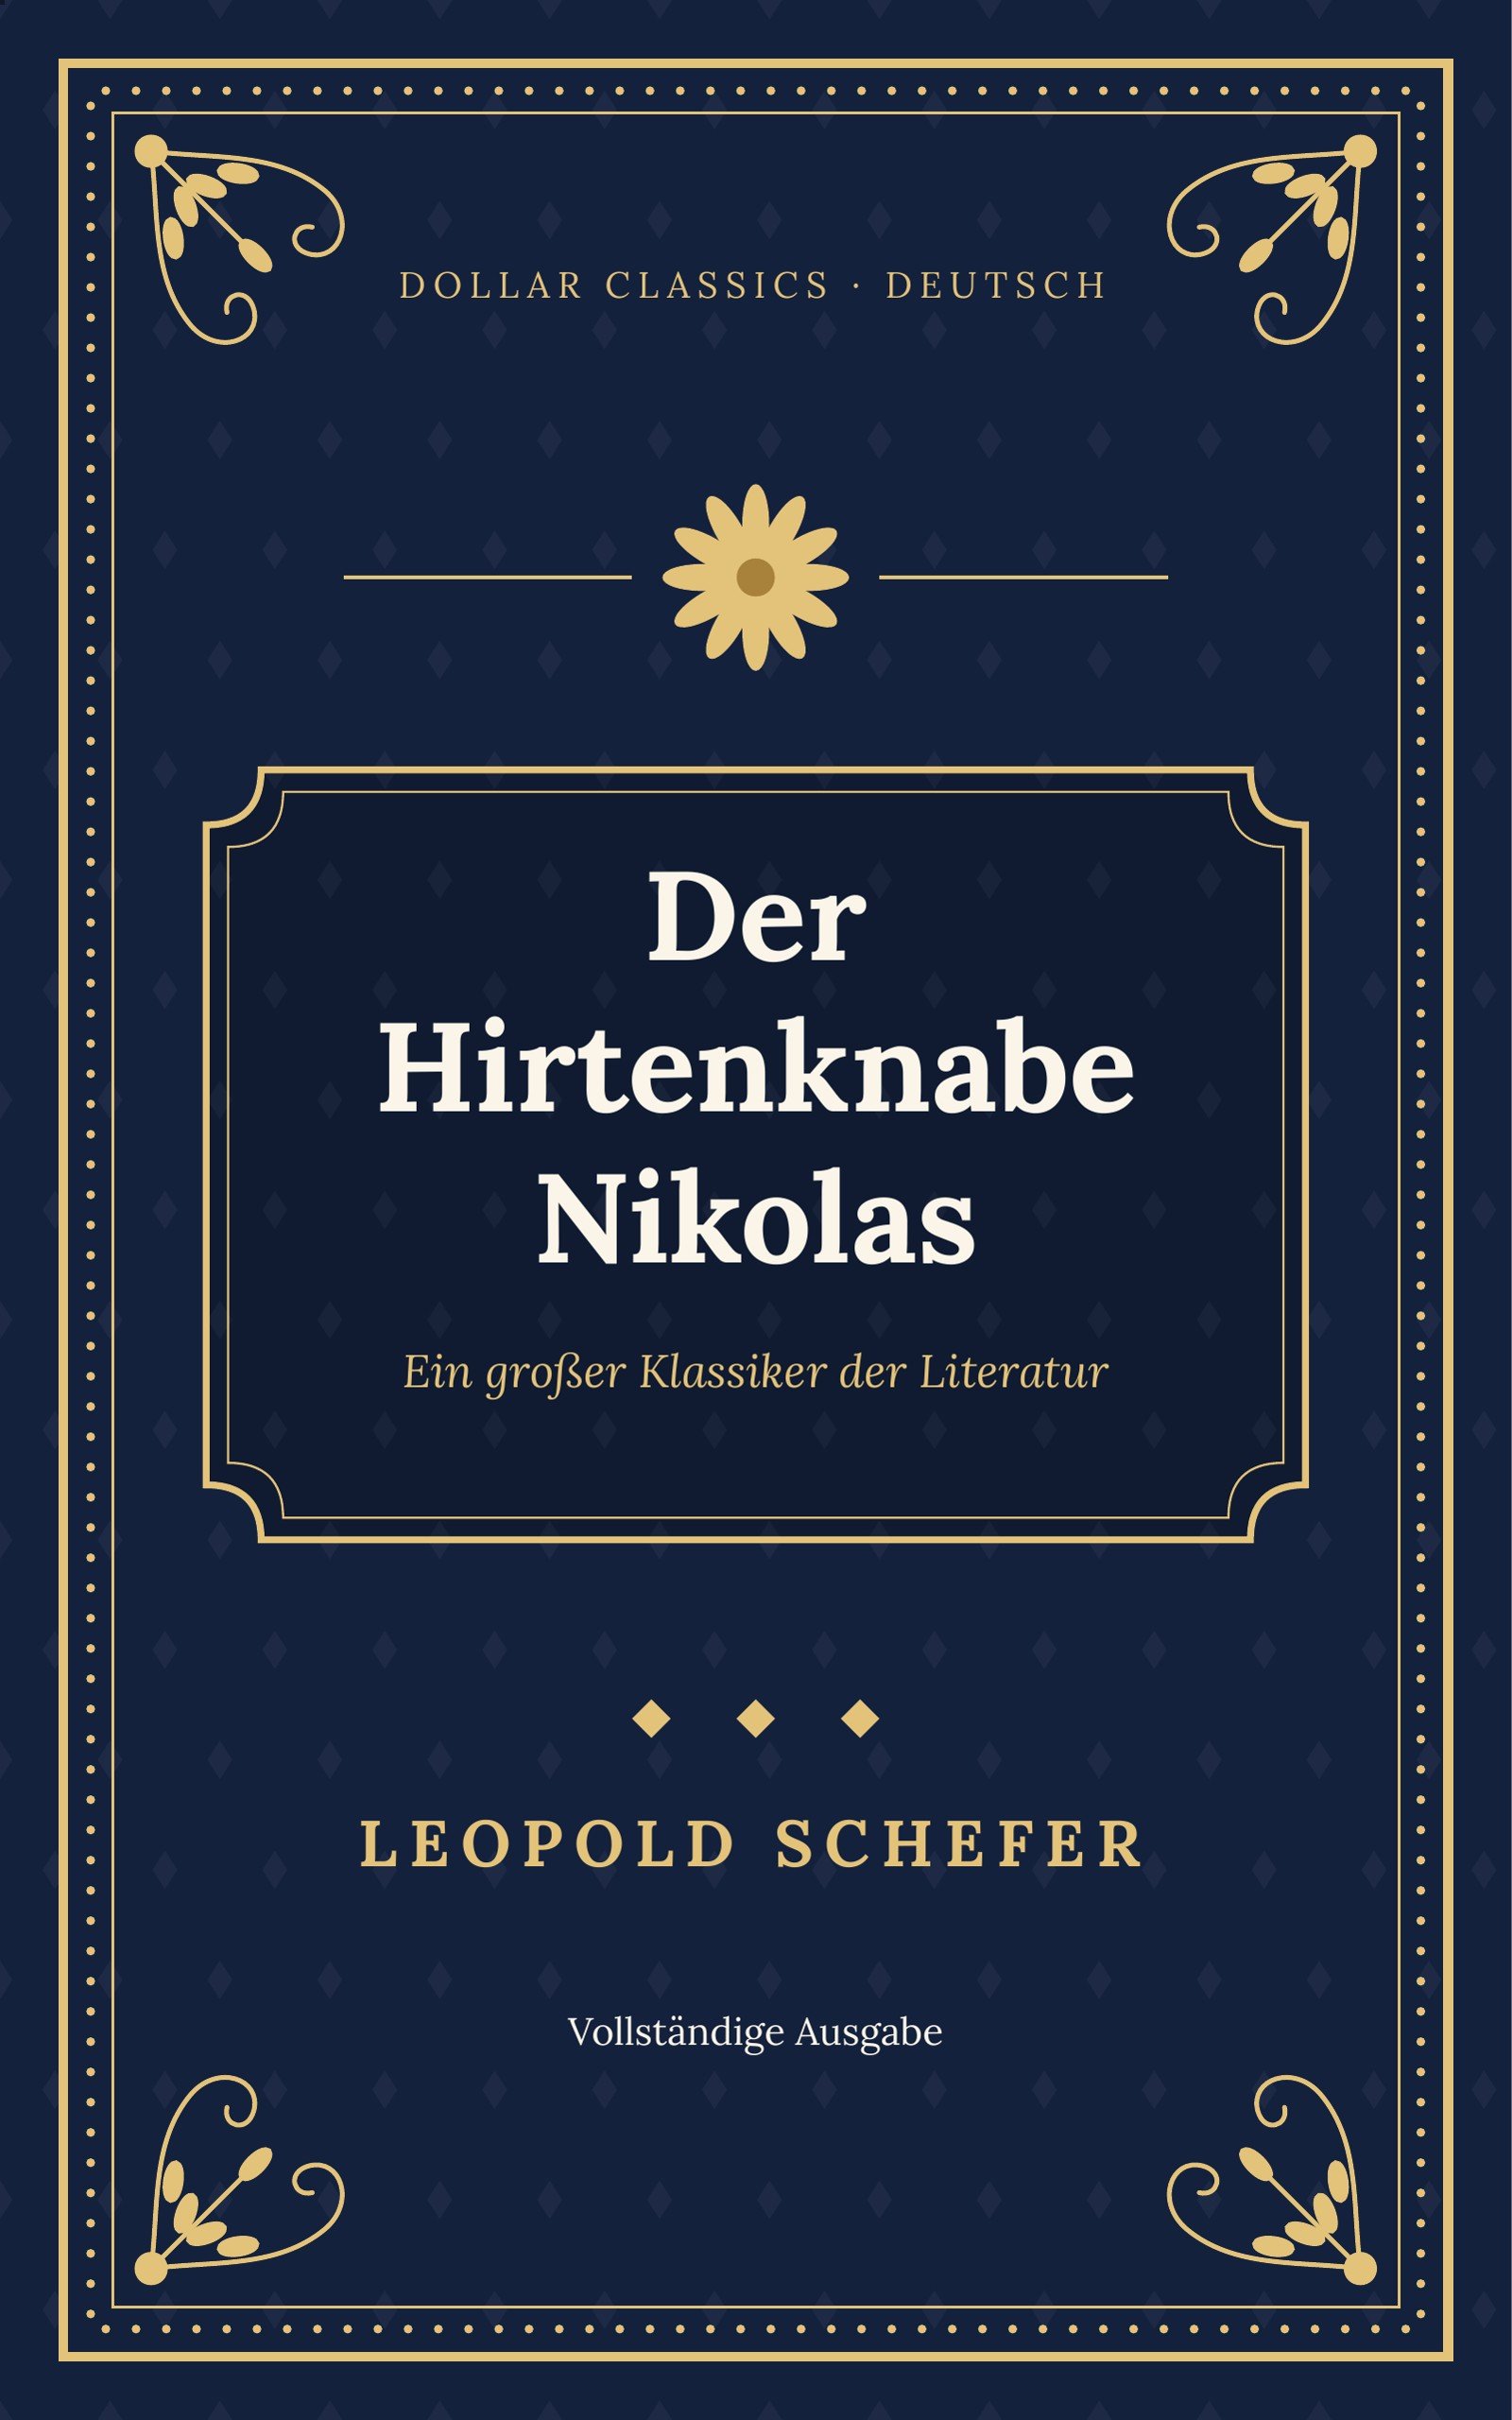 DOLLAR CLASSICS · DEUTSCH
Der
Hirtenknabe
Nikolas
Ein großer Klassiker der Literatur
LEOPOLD SCHEFER
Vollständige Ausgabe